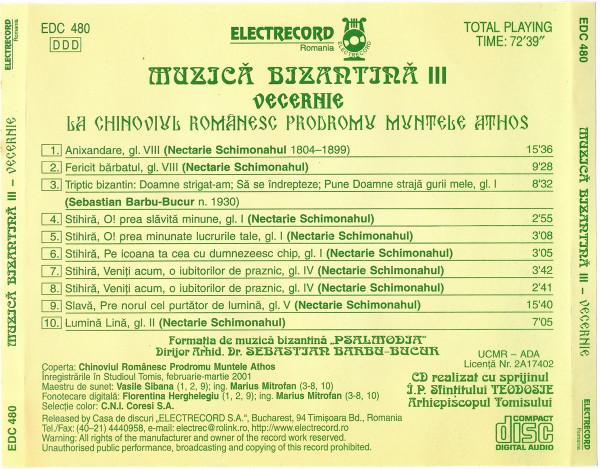 EDC 480
DDD
ELECTRECORD
Romania
ELECTRECORD
TOTAL PLAYING
TIME: 72'39"
MUZICĂ BIZANTINĂ III
VECERNIE
LA CHINOVIUL ROMÂNESC PRODROMU MUNTELE ATHOS
1. Anixandare, gl. VIII (Nectarie Schimonahul 1804–1899) 15'36
2. Fericit bărbatul, gl. VIII (Nectarie Schimonahul) 9'28
3. Triptic bizantin: Doamne strigat-am; Să se îndrepteze; Pune Doamne strajă gurii mele, gl. I 8'32
(Sebastian Barbu-Bucur n. 1930)
4. Stihiră, O! prea slăvită minune, gl. I (Nectarie Schimonahul) 2'55
5. Stihiră, O! prea minunate lucrurile tale, gl. I (Nectarie Schimonahul) 3'08
6. Stihiră, Pe icoana ta cea cu dumnezeesc chip, gl. I (Nectarie Schimonahul) 3'05
7. Stihiră, Veniți acum, o iubitorilor de praznic, gl. IV (Nectarie Schimonahul) 3'42
8. Stihiră, Veniți acum, o iubitorilor de praznic, gl. IV (Nectarie Schimonahul) 2'41
9. Slavă, Pre norul cel purtător de lumină, gl. V (Nectarie Schimonahul) 15'40
10. Lumină Lină, gl. II (Nectarie Schimonahul) 7'05
Formația de muzică bizantină „PSALMODIA"
Dirijor Arhid. Dr. SEBASTIAN BARBU-BUCUR
Coperta: Chinoviul Românesc Prodromu Muntele Athos
Înregistrările în Studioul Tomis, februarie-martie 2001
Maestru de sunet: Vasile Sibana (1, 2, 9); ing. Marius Mitrofan (3-8, 10)
Fonotecare digitală: Florentina Herghelegiu (1, 2, 9); ing. Marius Mitrofan (3-8, 10)
Selecție color: C.N.I. Coresi S.A.
Released by Casa de discuri „ELECTRECORD S.A.", Bucharest, 94 Timișoara Bd., Romania
Tel./Fax: (40–21) 4440958, e-mail: electrec@rolink.ro, http://www.electrecord.ro
Warning: All rights of the manufacturer and owner of the record work reserved.
Unauthorised public performance, broadcasting and copying of this record prohibited.
UCMR – ADA
Licență Nr. 2A17402
CD realizat cu sprijinul
Î.P. Sfințitului TEODOSIE
Arhiepiscopul Tomisului
COMPACT
disc
DIGITAL AUDIO
EDC 480
MUZICĂ BIZANTINĂ III – VECERNIE
ELECTRECORD
Romania
EDC 480
MUZICĂ BIZANTINĂ III – VECERNIE
ELECTRECORD
Romania